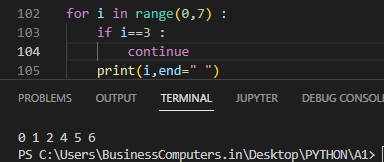 102 for i in range(0,7) :
103     if i==3 :
104         continue
105     print(i,end=" ")
PROBLEMS OUTPUT TERMINAL JUPYTER DEBUG CONSO
0 1 2 4 5 6
PS C:\Users\BusinessComputers.in\Desktop\PYTHON\A1>